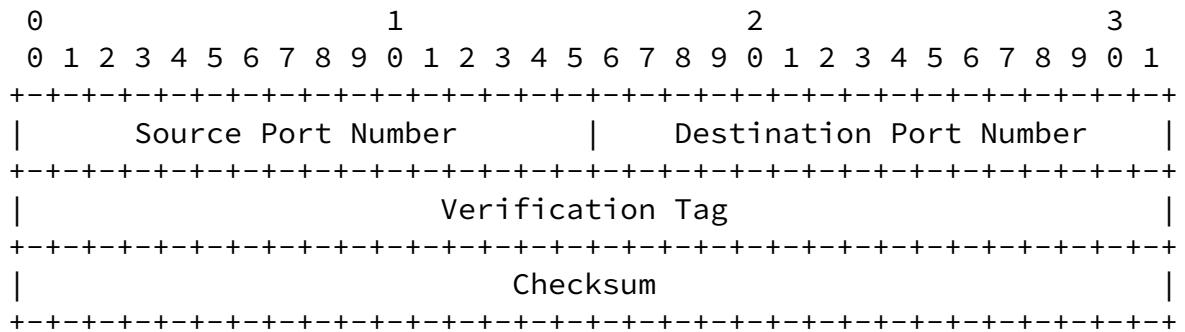 0                   1                   2                   3
 0 1 2 3 4 5 6 7 8 9 0 1 2 3 4 5 6 7 8 9 0 1 2 3 4 5 6 7 8 9 0 1
+-+-+-+-+-+-+-+-+-+-+-+-+-+-+-+-+-+-+-+-+-+-+-+-+-+-+-+-+-+-+-+-+
|      Source Port Number       |    Destination Port Number    |
+-+-+-+-+-+-+-+-+-+-+-+-+-+-+-+-+-+-+-+-+-+-+-+-+-+-+-+-+-+-+-+-+
|                       Verification Tag                        |
+-+-+-+-+-+-+-+-+-+-+-+-+-+-+-+-+-+-+-+-+-+-+-+-+-+-+-+-+-+-+-+-+
|                           Checksum                            |
+-+-+-+-+-+-+-+-+-+-+-+-+-+-+-+-+-+-+-+-+-+-+-+-+-+-+-+-+-+-+-+-+